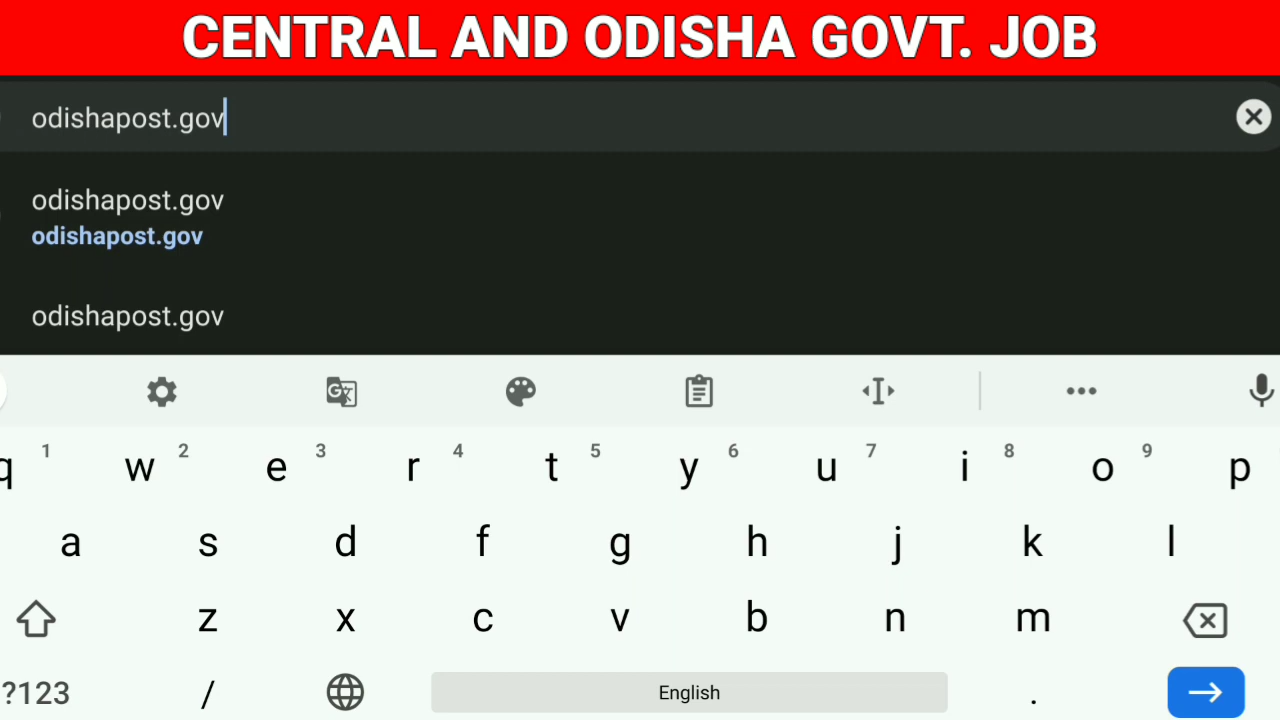 CENTRAL AND ODISHA GOVT. JOB
odishapost.gov
odishapost.gov
odishapost.gov
odishapost.gov
q 1 w 2 e 3 r 4 t 5 y 6 u 7 i 8 o 9 p
a s d f g h j k l
z x c v b n m
?123 / English .